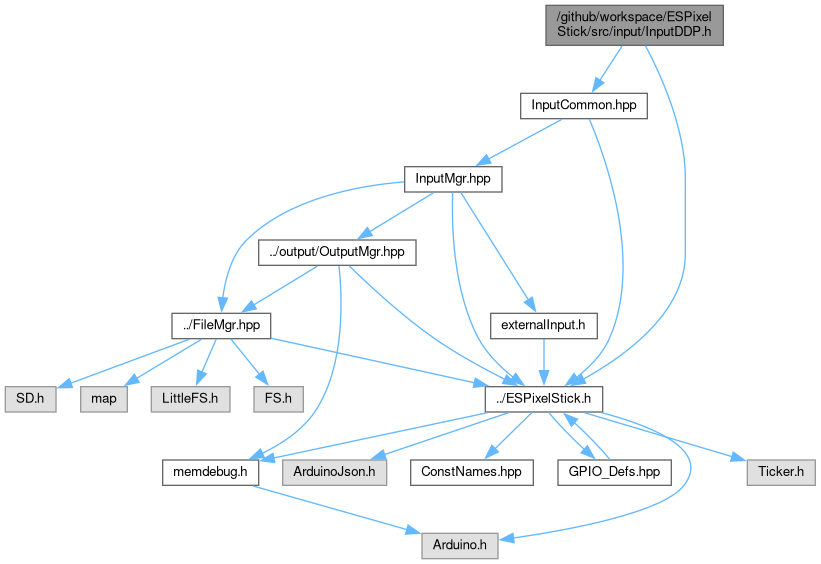 /github/workspace/ESPixel
Stick/src/input/InputDDP.h
InputCommon.hpp
InputMgr.hpp
../output/OutputMgr.hpp
../FileMgr.hpp
externalInput.h
SD.h
map
LittleFS.h
FS.h
../ESPixelStick.h
memdebug.h
ArduinoJson.h
ConstNames.hpp
GPIO_Defs.hpp
Ticker.h
Arduino.h